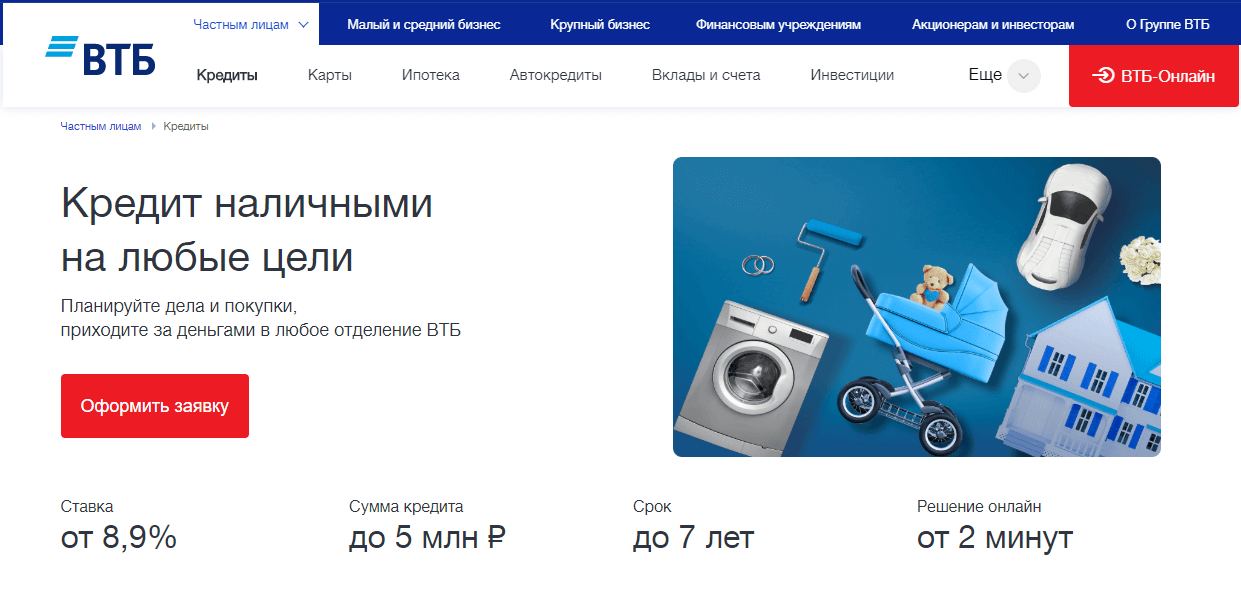 Частным лицам
Малый и средний бизнес
Крупный бизнес
Финансовым учреждениям
Акционерам и инвесторам
О Группе ВТБ
ВТБ
Кредиты
Карты
Ипотека
Автокредиты
Вклады и счета
Инвестиции
Еще
ВТБ-Онлайн
Частным лицам
Кредиты
Кредит наличными
на любые цели
Планируйте дела и покупки,
приходите за деньгами в любое отделение ВТБ
Оформить заявку
Ставка
от 8,9%
Сумма кредита
до 5 млн ₽
Срок
до 7 лет
Решение онлайн
от 2 минут